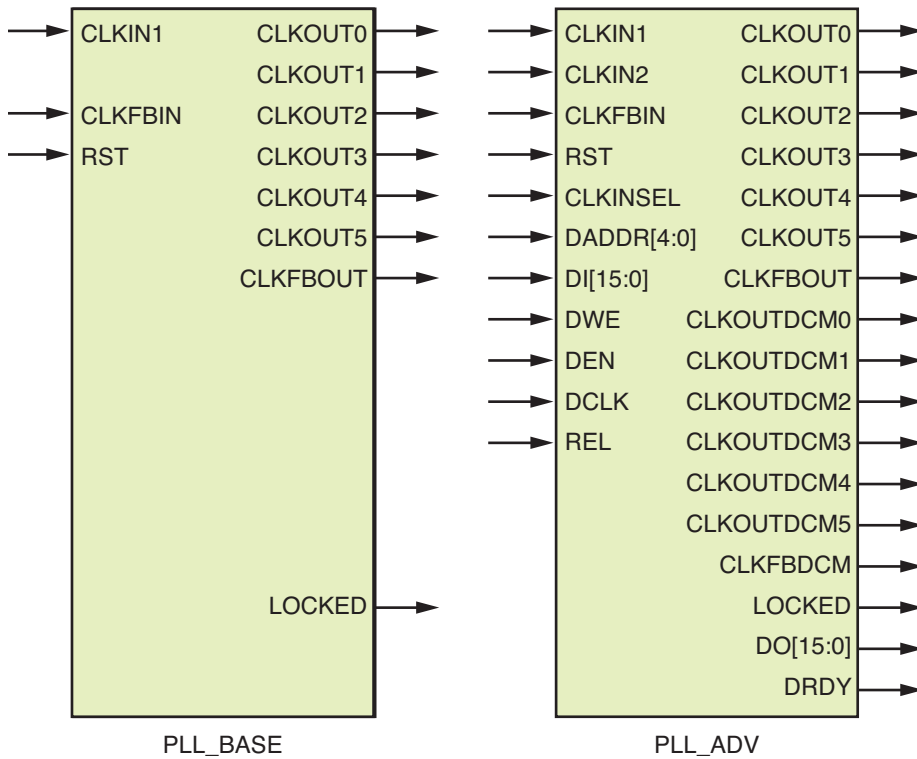 CLKIN1 CLKOUT0
CLKOUT1
CLKFBIN CLKOUT2
RST CLKOUT3
CLKOUT4
CLKOUT5
CLKFBOUT
LOCKED
PLL_BASE
CLKIN1 CLKOUT0
CLKIN2 CLKOUT1
CLKFBIN CLKOUT2
RST CLKOUT3
CLKINSEL CLKOUT4
DADDR[4:0] CLKOUT5
DI[15:0] CLKFBOUT
DWE CLKOUTDCM0
DEN CLKOUTDCM1
DCLK CLKOUTDCM2
REL CLKOUTDCM3
CLKOUTDCM4
CLKOUTDCM5
CLKFBDCM
LOCKED
DO[15:0]
DRDY
PLL_ADV